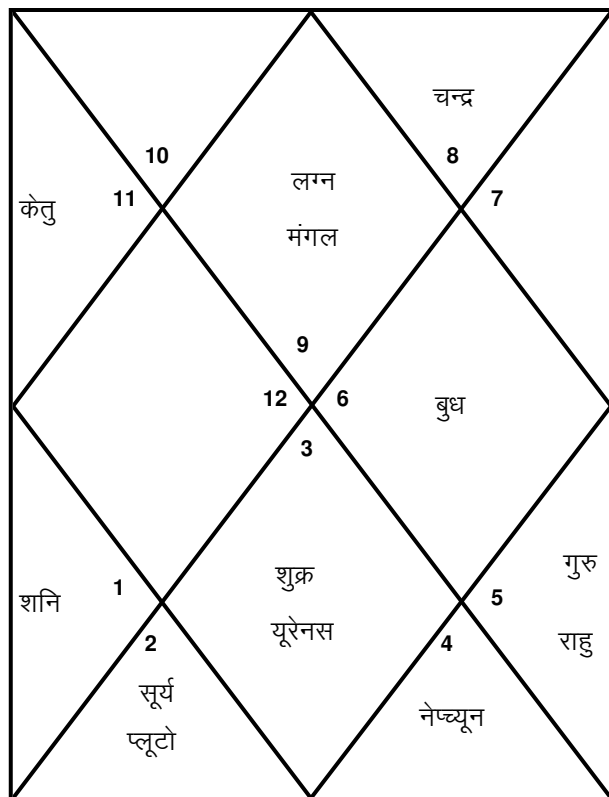 चन्द्र
10
8
लग्न
11
7
केतु
मंगल
9
12
6
बुध
3
गुरु
शुक्र
1
5
शनि
यूरेनस
राहु
2
4
सूर्य
नेप्च्यून
प्लूटो